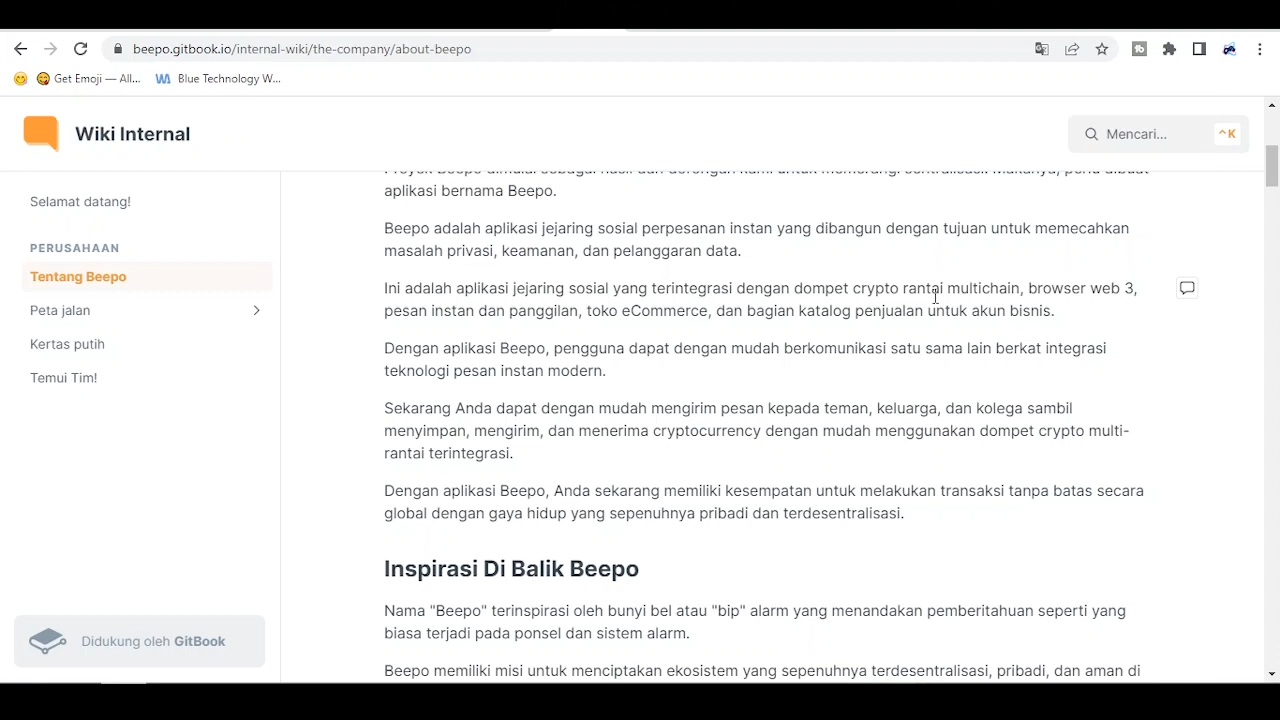 beepo.gitbook.io/internal-wiki/the-company/about-beepo
Get Emoji — All...
Blue Technology W...
Wiki Internal
Mencari...
^K
Selamat datang!
PERUSAHAAN
Tentang Beepo
Peta jalan
Kertas putih
Temui Tim!
Didukung oleh GitBook
aplikasi bernama Beepo.
Beepo adalah aplikasi jejaring sosial perpesanan instan yang dibangun dengan tujuan untuk memecahkan
masalah privasi, keamanan, dan pelanggaran data.
Ini adalah aplikasi jejaring sosial yang terintegrasi dengan dompet crypto rantai multichain, browser web 3,
pesan instan dan panggilan, toko eCommerce, dan bagian katalog penjualan untuk akun bisnis.
Dengan aplikasi Beepo, pengguna dapat dengan mudah berkomunikasi satu sama lain berkat integrasi
teknologi pesan instan modern.
Sekarang Anda dapat dengan mudah mengirim pesan kepada teman, keluarga, dan kolega sambil
menyimpan, mengirim, dan menerima cryptocurrency dengan mudah menggunakan dompet crypto multi-
rantai terintegrasi.
Dengan aplikasi Beepo, Anda sekarang memiliki kesempatan untuk melakukan transaksi tanpa batas secara
global dengan gaya hidup yang sepenuhnya pribadi dan terdesentralisasi.
Inspirasi Di Balik Beepo
Nama "Beepo" terinspirasi oleh bunyi bel atau "bip" alarm yang menandakan pemberitahuan seperti yang
biasa terjadi pada ponsel dan sistem alarm.
Beepo memiliki misi untuk menciptakan ekosistem yang sepenuhnya terdesentralisasi, pribadi, dan aman di